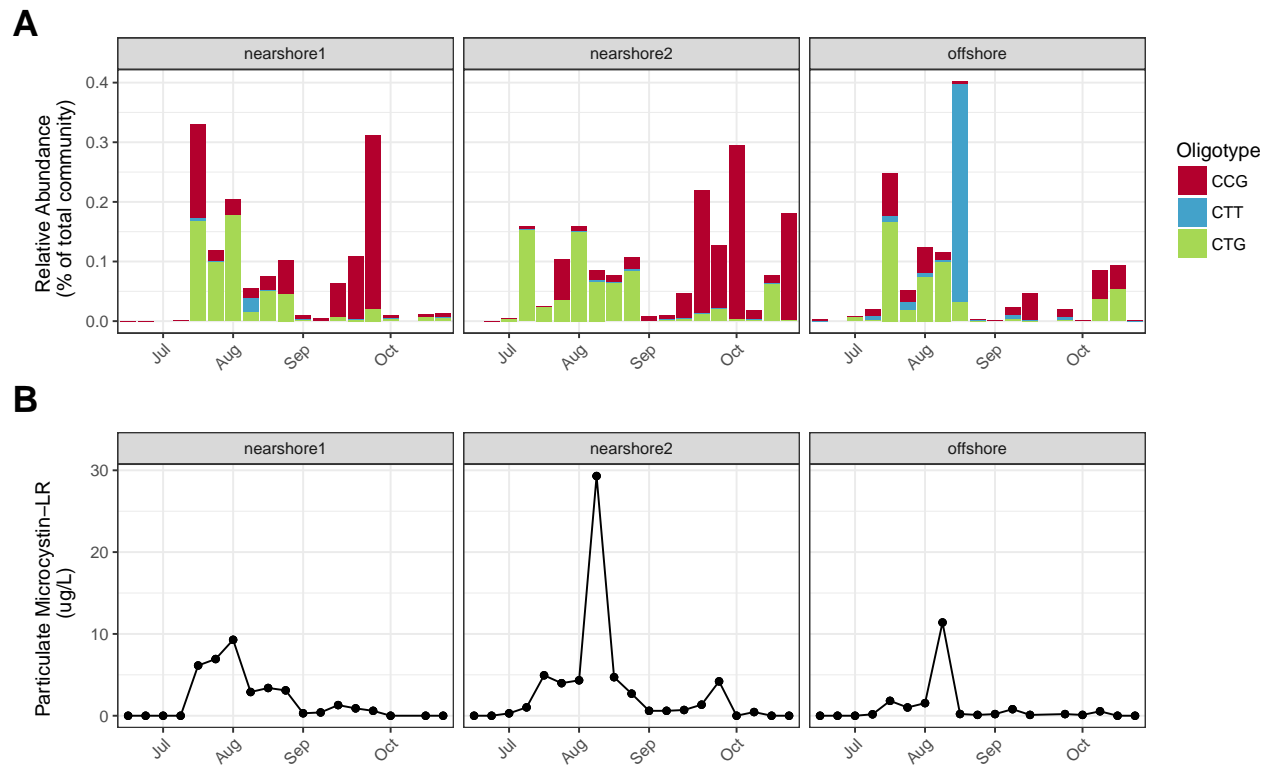 A
nearshore1
nearshore2
offshore
Relative Abundance
(% of total community)
0.4
0.3
0.2
0.1
0.0
Jul
Aug
Sep
Oct
Jul
Aug
Sep
Oct
Jul
Aug
Sep
Oct
Oligotype
CCG
CTT
CTG
B
nearshore1
nearshore2
offshore
Particulate Microcystin−LR
(ug/L)
30
20
10
0
Jul
Aug
Sep
Oct
Jul
Aug
Sep
Oct
Jul
Aug
Sep
Oct